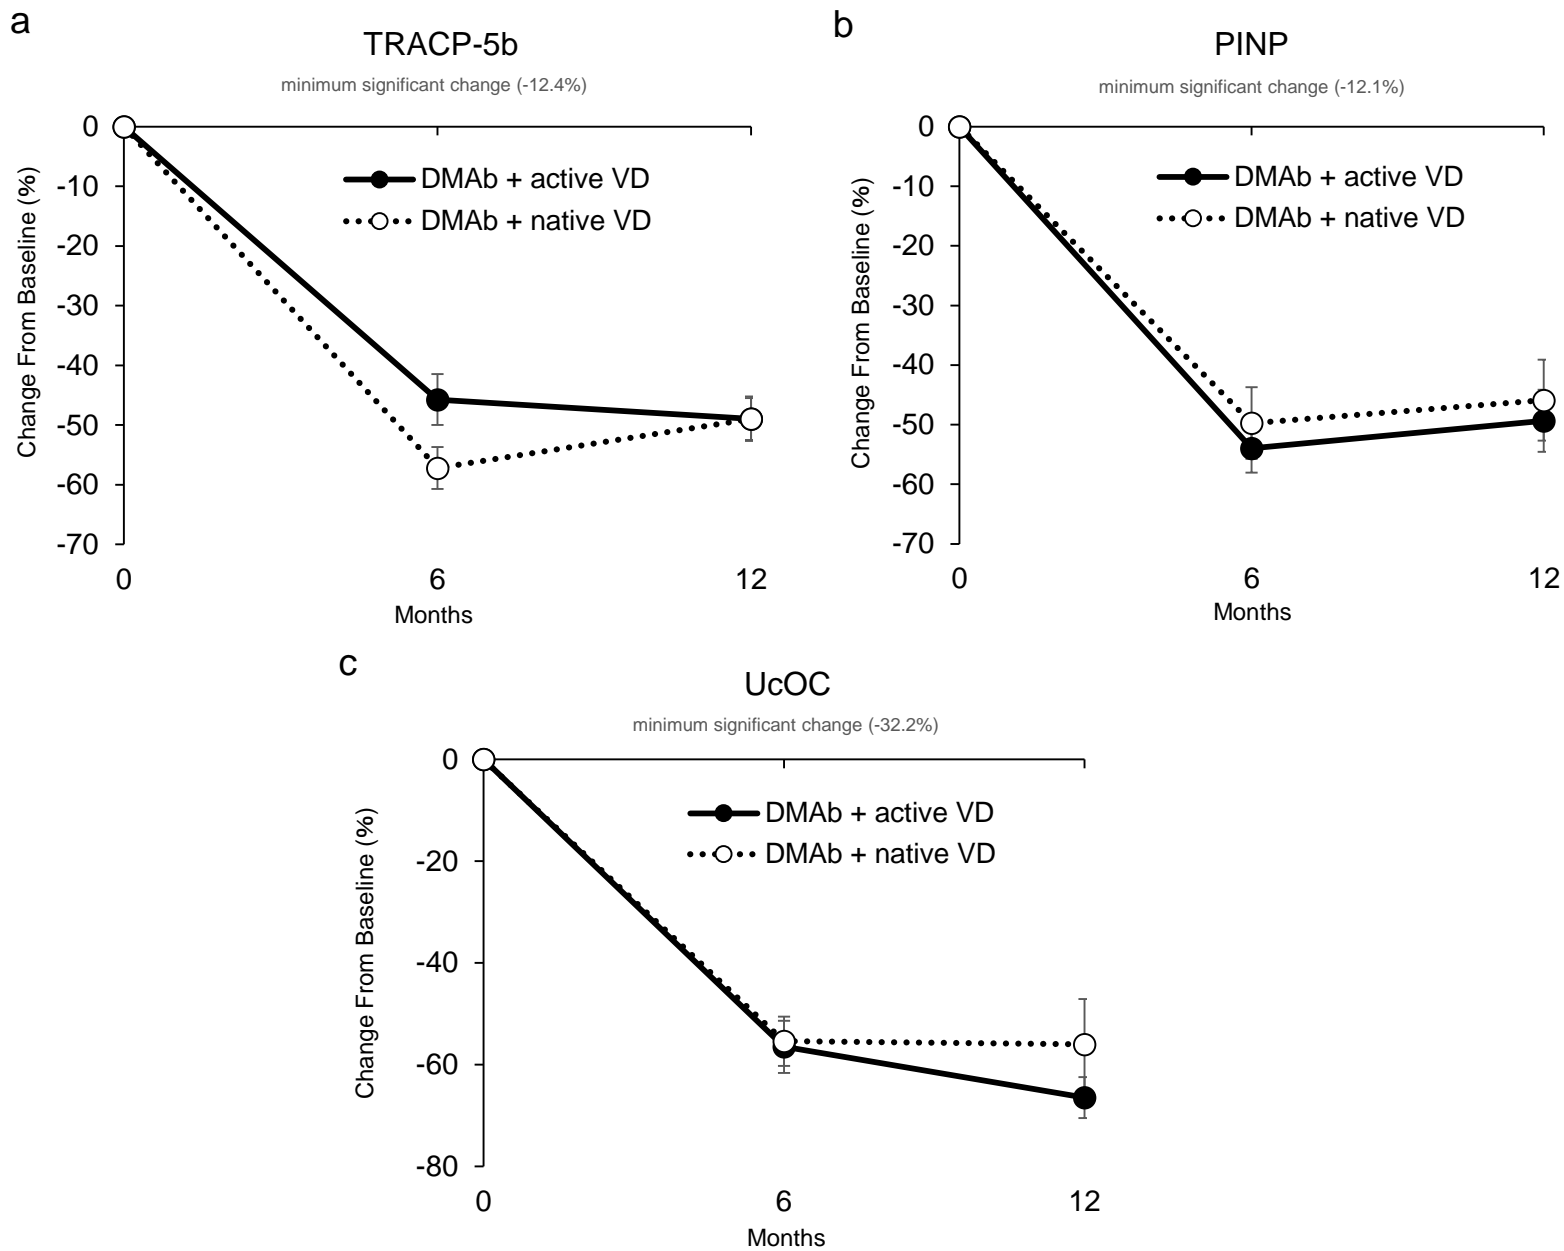 a
TRACP-5b
minimum significant change (-12.4%)
0
-10
-20
-30
-40
-50
-60
-70
Change From Baseline (%)
DMAb + active VD
DMAb + native VD
0 6 12
Months
b
PINP
minimum significant change (-12.1%)
0
-10
-20
-30
-40
-50
-60
-70
Change From Baseline (%)
DMAb + active VD
DMAb + native VD
0 6 12
Months
c
UcOC
minimum significant change (-32.2%)
0
-20
-40
-60
-80
Change From Baseline (%)
DMAb + active VD
DMAb + native VD
0 6 12
Months